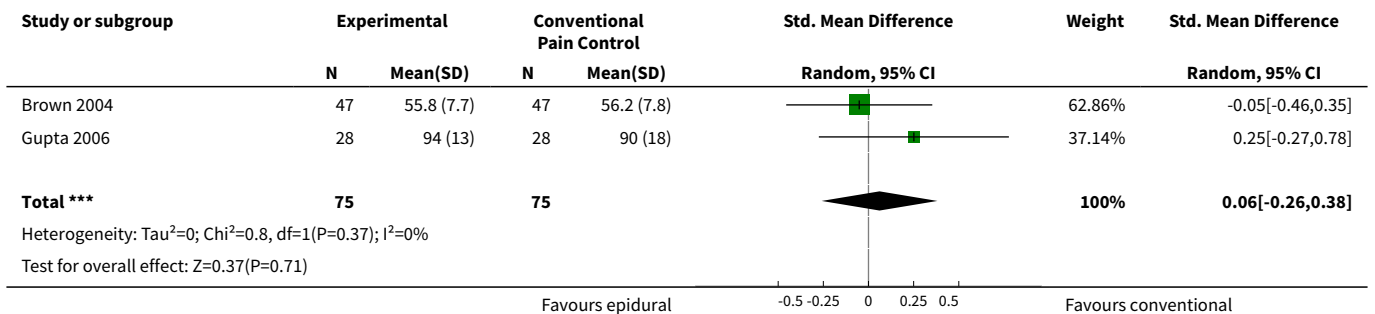 Study or subgroup Experimental Conventional Pain Control Std. Mean Difference Weight Std. Mean Difference
N Mean(SD) N Mean(SD) Random, 95% CI Random, 95% CI
Brown 2004 47 55.8 (7.7) 47 56.2 (7.8) 62.86% -0.05[-0.46,0.35]
Gupta 2006 28 94 (13) 28 90 (18) 37.14% 0.25[-0.27,0.78]
Total *** 75 75 100% 0.06[-0.26,0.38]
Heterogeneity: Tau²=0; Chi²=0.8, df=1(P=0.37); I²=0%
Test for overall effect: Z=0.37(P=0.71)
Favours epidural -0.5 -0.25 0 0.25 0.5 Favours conventional